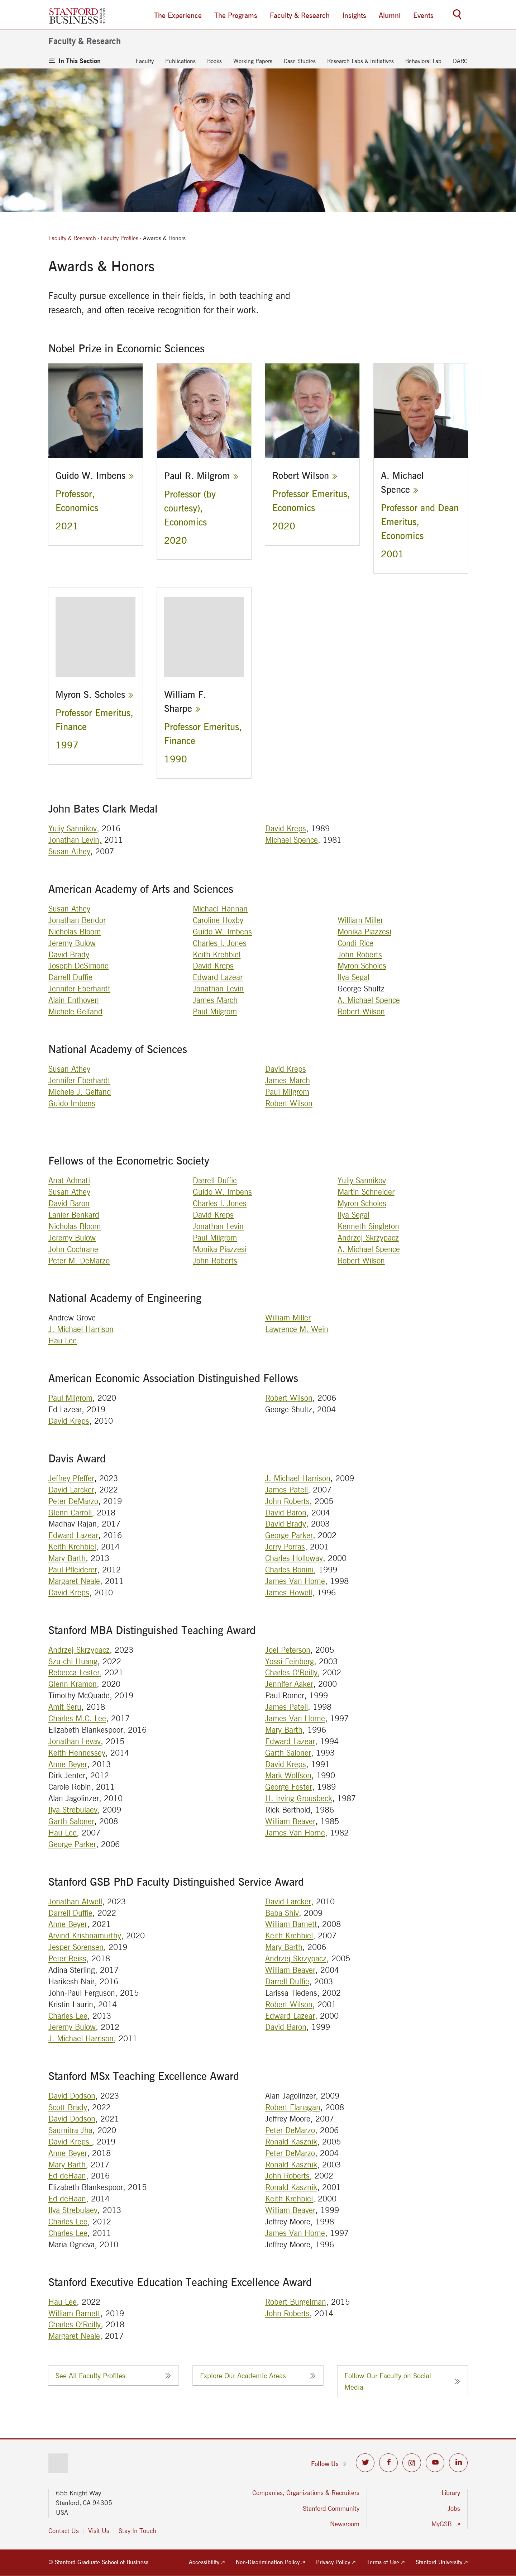 STANFORD
BUSINESS
The Experience
The Programs
Faculty & Research
Insights
Alumni
Events
Faculty & Research
In This Section
Faculty
Publications
Books
Working Papers
Case Studies
Research Labs & Initiatives
Behavioral Lab
DARC
Faculty & Research › Faculty Profiles › Awards & Honors
Awards & Honors
Faculty pursue excellence in their fields, in both teaching and
research, and often receive recognition for their work.
Nobel Prize in Economic Sciences
Guido W. Imbens »
Professor,
Economics
2021
Paul R. Milgrom »
Professor (by
courtesy),
Economics
2020
Robert Wilson »
Professor Emeritus,
Economics
2020
A. Michael
Spence »
Professor and Dean
Emeritus,
Economics
2001
Myron S. Scholes »
Professor Emeritus,
Finance
1997
William F.
Sharpe »
Professor Emeritus,
Finance
1990
John Bates Clark Medal
Yuliy Sannikov, 2016
Jonathan Levin, 2011
Susan Athey, 2007
David Kreps, 1989
Michael Spence, 1981
American Academy of Arts and Sciences
Susan Athey
Jonathan Bendor
Nicholas Bloom
Jeremy Bulow
David Brady
Joseph DeSimone
Darrell Duffie
Jennifer Eberhardt
Alain Enthoven
Michele Gelfand
Michael Hannan
Caroline Hoxby
Guido W. Imbens
Charles I. Jones
Keith Krehbiel
David Kreps
Edward Lazear
Jonathan Levin
James March
Paul Milgrom
William Miller
Monika Piazzesi
Condi Rice
John Roberts
Myron Scholes
Ilya Segal
George Shultz
A. Michael Spence
Robert Wilson
National Academy of Sciences
Susan Athey
Jennifer Eberhardt
Michele J. Gelfand
Guido Imbens
David Kreps
James March
Paul Milgrom
Robert Wilson
Fellows of the Econometric Society
Anat Admati
Susan Athey
David Baron
Lanier Benkard
Nicholas Bloom
Jeremy Bulow
John Cochrane
Peter M. DeMarzo
Darrell Duffie
Guido W. Imbens
Charles I. Jones
David Kreps
Jonathan Levin
Paul Milgrom
Monika Piazzesi
John Roberts
Yuliy Sannikov
Martin Schneider
Myron Scholes
Ilya Segal
Kenneth Singleton
Andrzej Skrzypacz
A. Michael Spence
Robert Wilson
National Academy of Engineering
Andrew Grove
J. Michael Harrison
Hau Lee
William Miller
Lawrence M. Wein
American Economic Association Distinguished Fellows
Paul Milgrom, 2020
Ed Lazear, 2019
David Kreps, 2010
Robert Wilson, 2006
George Shultz, 2004
Davis Award
Jeffrey Pfeffer, 2023
David Larcker, 2022
Peter DeMarzo, 2019
Glenn Carroll, 2018
Madhav Rajan, 2017
Edward Lazear, 2016
Keith Krehbiel, 2014
Mary Barth, 2013
Paul Pfleiderer, 2012
Margaret Neale, 2011
David Kreps, 2010
J. Michael Harrison, 2009
James Patell, 2007
John Roberts, 2005
David Baron, 2004
David Brady, 2003
George Parker, 2002
Jerry Porras, 2001
Charles Holloway, 2000
Charles Bonini, 1999
James Van Horne, 1998
James Howell, 1996
Stanford MBA Distinguished Teaching Award
Andrzej Skrzypacz, 2023
Szu-chi Huang, 2022
Rebecca Lester, 2021
Glenn Kramon, 2020
Timothy McQuade, 2019
Amit Seru, 2018
Charles M.C. Lee, 2017
Elizabeth Blankespoor, 2016
Jonathan Levav, 2015
Keith Hennessey, 2014
Anne Beyer, 2013
Dirk Jenter, 2012
Carole Robin, 2011
Alan Jagolinzer, 2010
Ilya Strebulaev, 2009
Garth Saloner, 2008
Hau Lee, 2007
George Parker, 2006
Joel Peterson, 2005
Yossi Feinberg, 2003
Charles O'Reilly, 2002
Jennifer Aaker, 2000
Paul Romer, 1999
James Patell, 1998
James Van Horne, 1997
Mary Barth, 1996
Edward Lazear, 1994
Garth Saloner, 1993
David Kreps, 1991
Mark Wolfson, 1990
George Foster, 1989
H. Irving Grousbeck, 1987
Rick Berthold, 1986
William Beaver, 1985
James Van Horne, 1982
Stanford GSB PhD Faculty Distinguished Service Award
Jonathan Atwell, 2023
Darrell Duffie, 2022
Anne Beyer, 2021
Arvind Krishnamurthy, 2020
Jesper Sorensen, 2019
Peter Reiss, 2018
Adina Sterling, 2017
Harikesh Nair, 2016
John-Paul Ferguson, 2015
Kristin Laurin, 2014
Charles Lee, 2013
Jeremy Bulow, 2012
J. Michael Harrison, 2011
David Larcker, 2010
Baba Shiv, 2009
William Barnett, 2008
Keith Krehbiel, 2007
Mary Barth, 2006
Andrzej Skrzypacz, 2005
William Beaver, 2004
Darrell Duffie, 2003
Larissa Tiedens, 2002
Robert Wilson, 2001
Edward Lazear, 2000
David Baron, 1999
Stanford MSx Teaching Excellence Award
David Dodson, 2023
Scott Brady, 2022
David Dodson, 2021
Saumitra Jha, 2020
David Kreps , 2019
Anne Beyer, 2018
Mary Barth, 2017
Ed deHaan, 2016
Elizabeth Blankespoor, 2015
Ed deHaan, 2014
Ilya Strebulaev, 2013
Charles Lee, 2012
Charles Lee, 2011
Maria Ogneva, 2010
Alan Jagolinzer, 2009
Robert Flanagan, 2008
Jeffrey Moore, 2007
Peter DeMarzo, 2006
Ronald Kasznik, 2005
Peter DeMarzo, 2004
Ronald Kasznik, 2003
John Roberts, 2002
Ronald Kasznik, 2001
Keith Krehbiel, 2000
William Beaver, 1999
Jeffrey Moore, 1998
James Van Horne, 1997
Jeffrey Moore, 1996
Stanford Executive Education Teaching Excellence Award
Hau Lee, 2022
William Barnett, 2019
Charles O'Reilly, 2018
Margaret Neale, 2017
Robert Burgelman, 2015
John Roberts, 2014
See All Faculty Profiles
Explore Our Academic Areas
Follow Our Faculty on Social
Media
Follow Us
655 Knight Way
Stanford, CA 94305
USA
Contact Us
Visit Us
Stay In Touch
Companies, Organizations & Recruiters
Stanford Community
Newsroom
Library
Jobs
MyGSB
© Stanford Graduate School of Business
Accessibility
Non-Discrimination Policy
Privacy Policy
Terms of Use
Stanford University